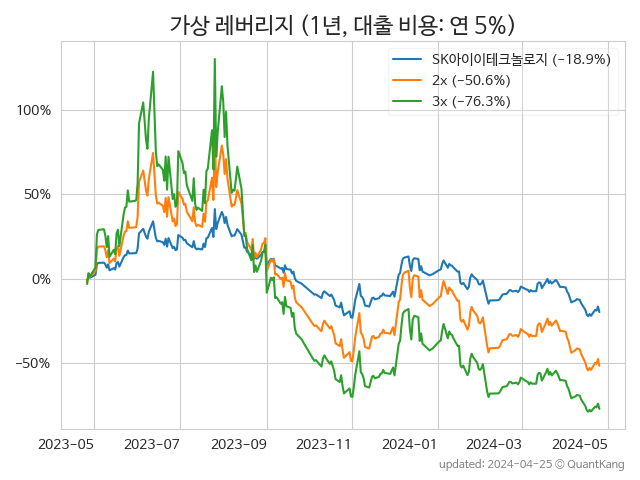 가상 레버리지 (1년, 대출 비용: 연 5%)
SK아이이테크놀로지 (−18.9%)
2x (−50.6%)
3x (−76.3%)
100%
50%
0%
−50%
2023-05 2023-07 2023-09 2023-11 2024-01 2024-03 2024-05
updated: 2024-04-25 © QuantKang